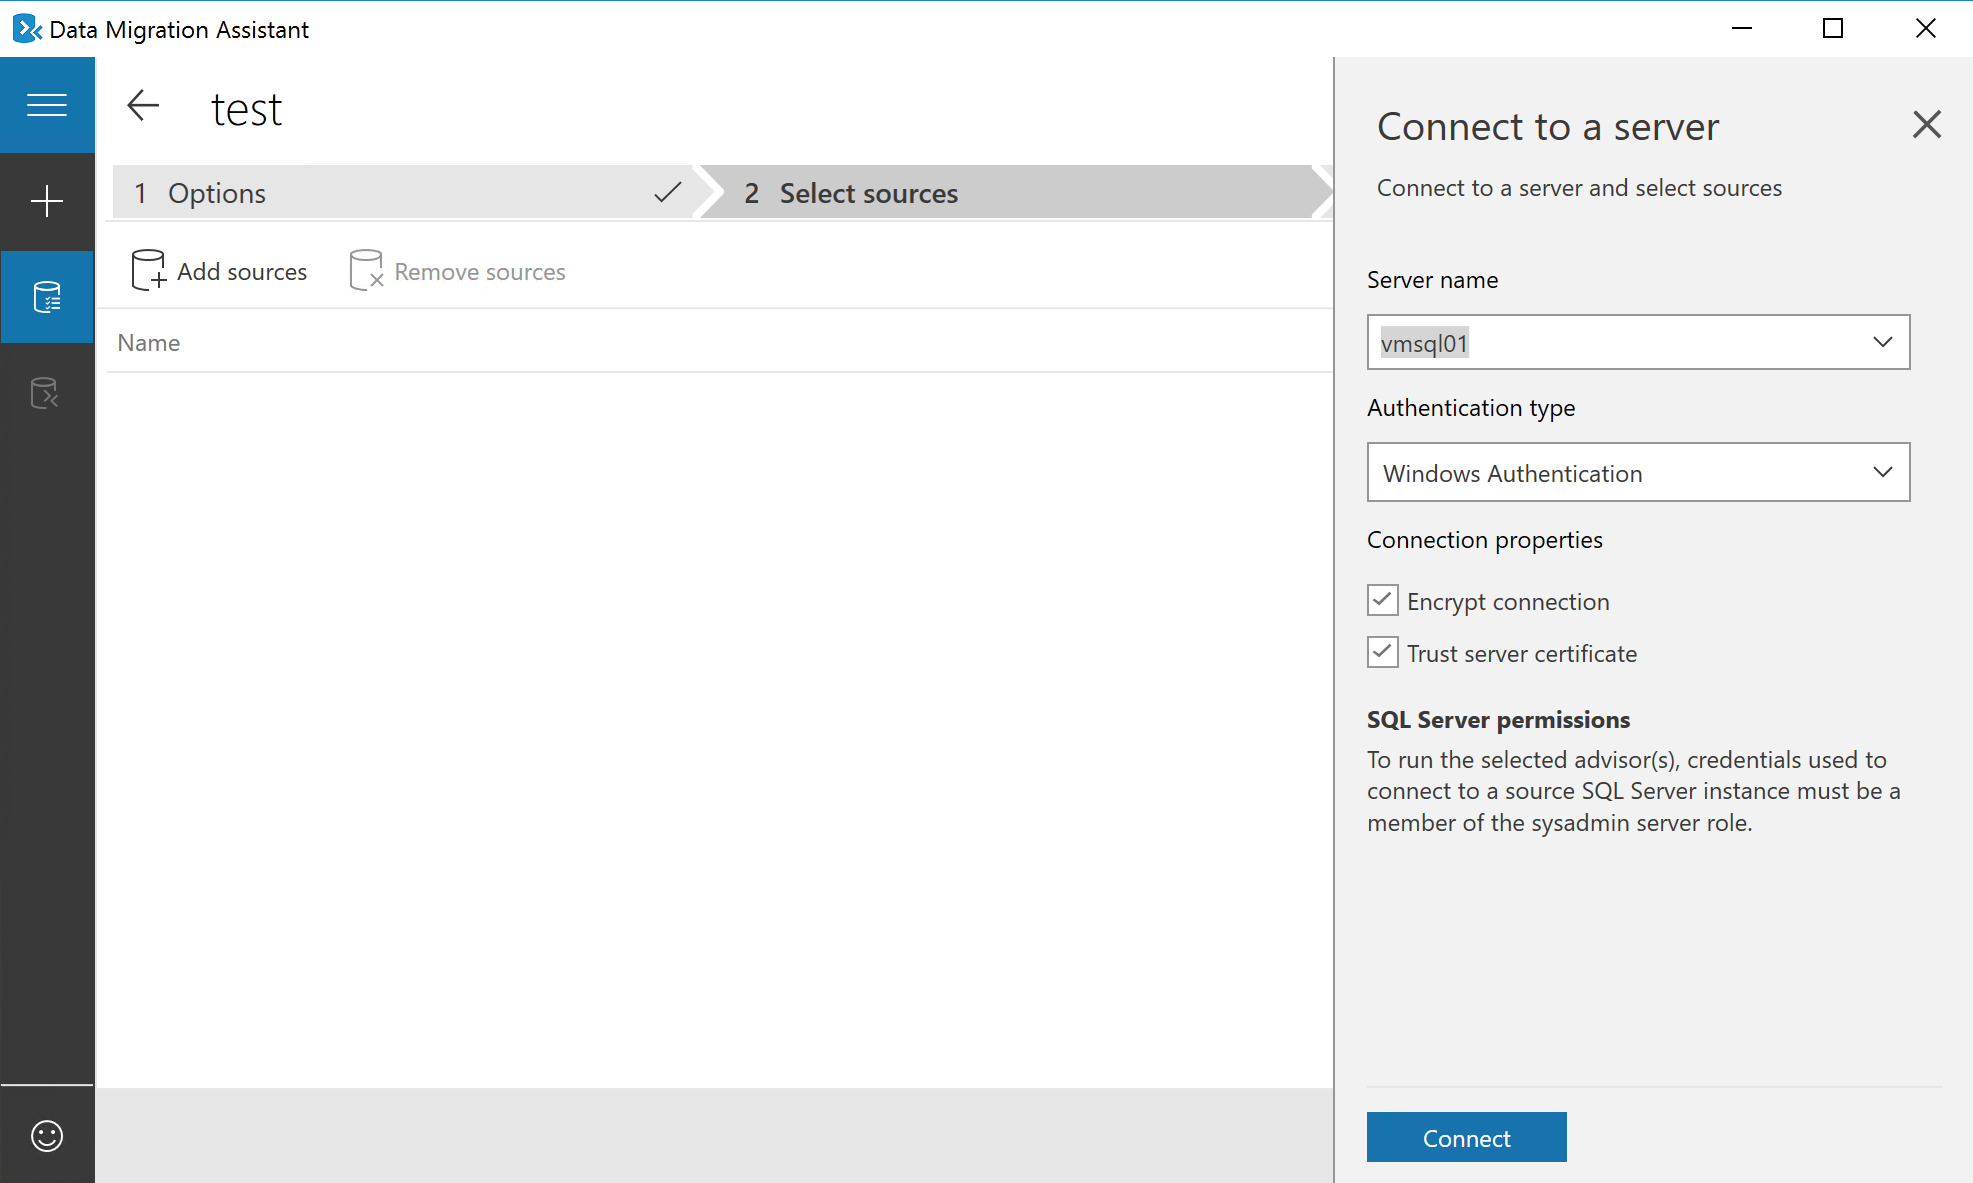 Data Migration Assistant
test
1 Options
2 Select sources
Add sources
Remove sources
Name
Connect to a server
Connect to a server and select sources
Server name
vmsql01
Authentication type
Windows Authentication
Connection properties
Encrypt connection
Trust server certificate
SQL Server permissions
To run the selected advisor(s), credentials used to
connect to a source SQL Server instance must be a
member of the sysadmin server role.
Connect